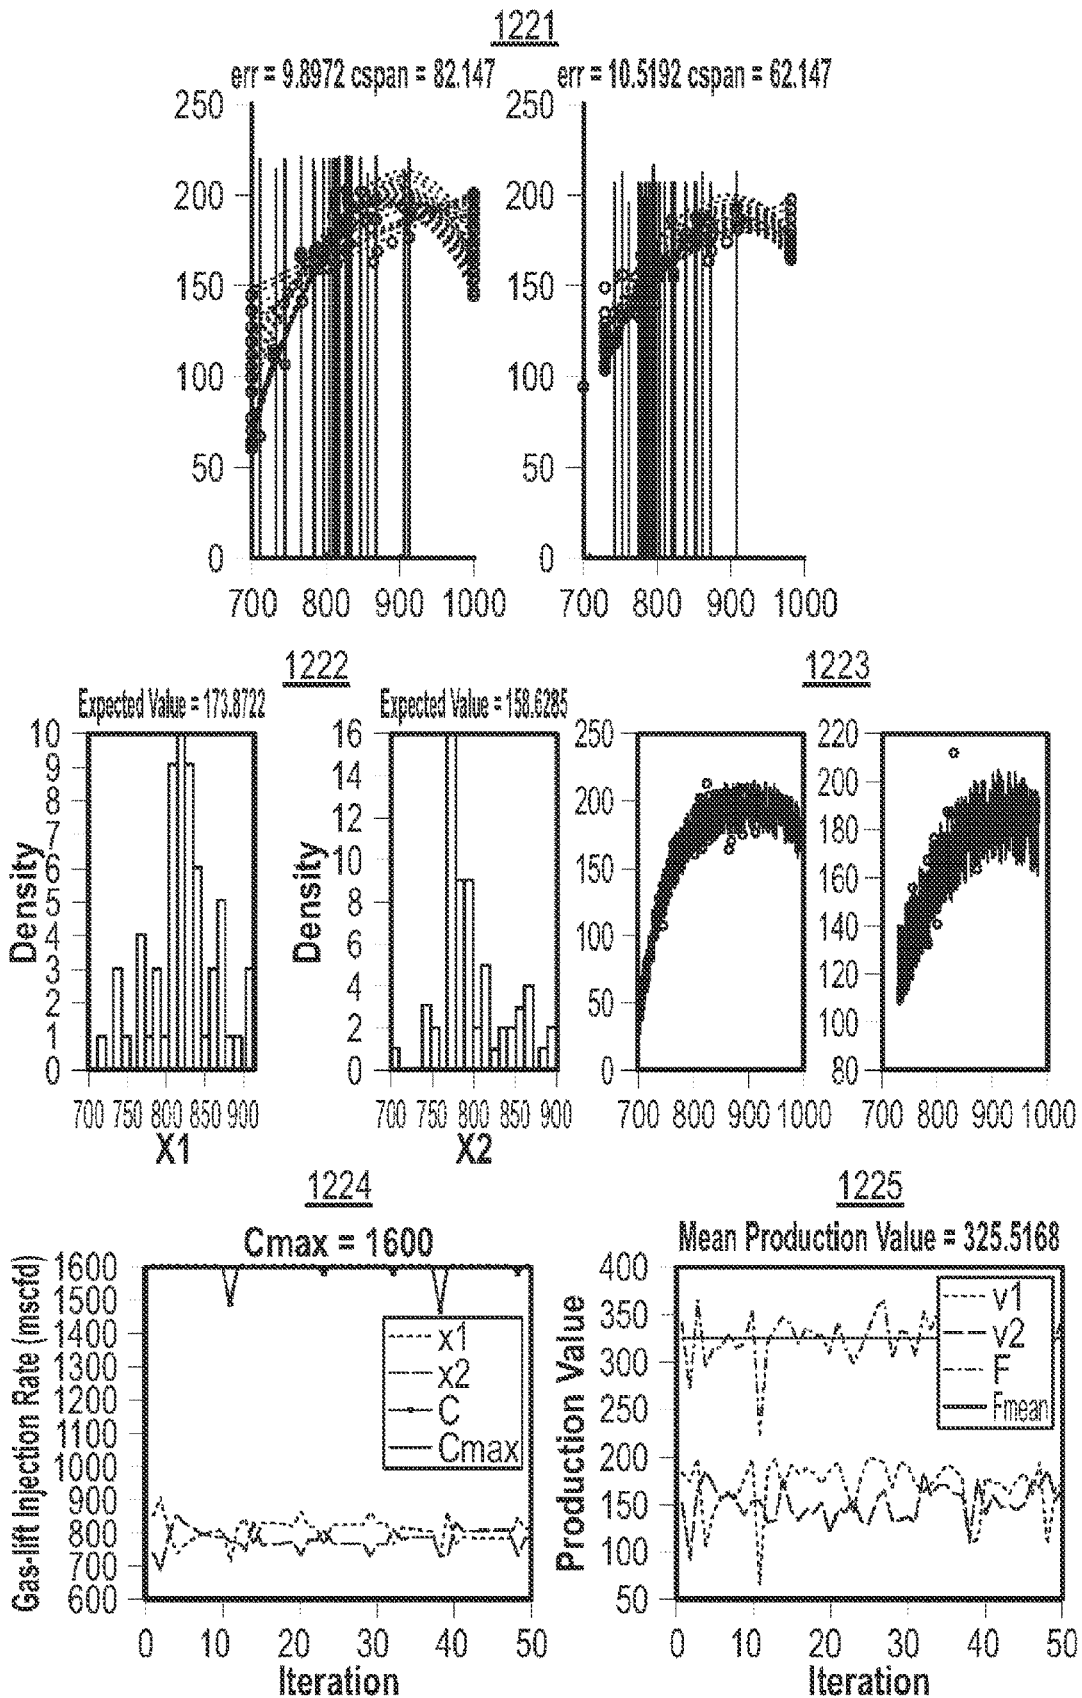 1221
err = 9.8972 cspan = 82.147
err = 10.5192 cspan = 62.147
250
200
150
100
50
0
700 800 900 1000
250
200
150
100
50
0
700 800 900 1000
1222
Expected Value = 173.8722
Density
10
9
8
7
6
5
4
3
2
1
0
700 750 800 850 900
X1
Expected Value = 158.6285
Density
16
14
12
10
8
6
4
2
0
700 750 800 850 900
X2
1223
250
200
150
100
50
0
700 800 900 1000
220
200
180
160
140
120
100
80
700 800 900 1000
1224
Cmax = 1600
Gas-lift Injection Rate (mscfd)
1600
1500
1400
1300
1200
1100
1000
900
800
700
600
x1
x2
C
Cmax
0 10 20 30 40 50
Iteration
1225
Mean Production Value = 325.5168
Production Value
400
350
300
250
200
150
100
50
v1
v2
F
Fmean
0 10 20 30 40 50
Iteration